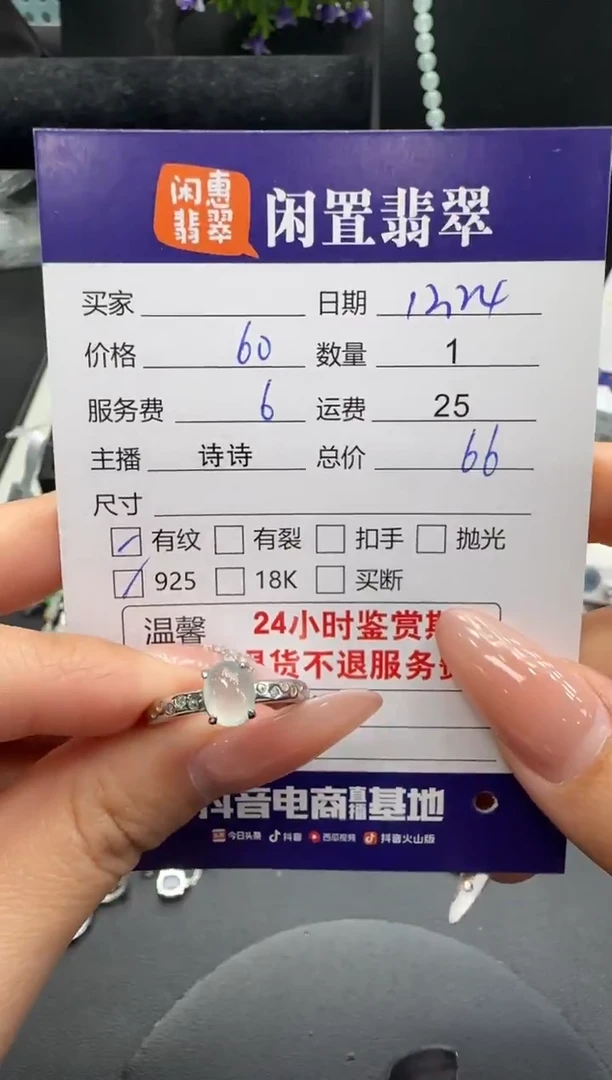 闲惠
翡翠
闲置翡翠
买家 日期 12.24
价格 60 数量 1
服务费 6 运费 25
主播 诗诗 总价 66
尺寸
有纹 有裂 扣手 抛光
925 18K 买断
温馨 24小时鉴赏期
退货不退服务费
抖音电商直播基地
今日头条 抖音 西瓜视频 抖音火山版